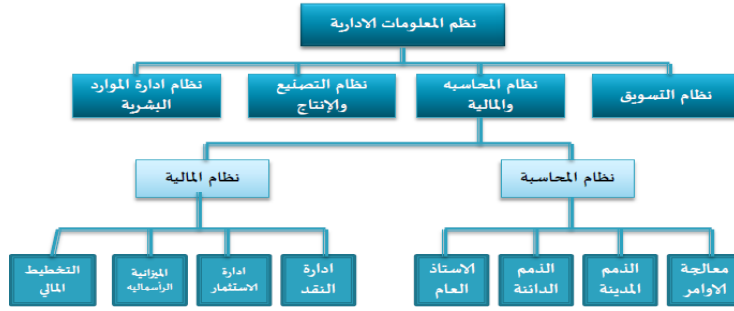 نظم المعلومات الادارية
نظام التسويق
نظام المحاسبه
والمالية
نظام التصنيع
والإنتاج
نظام ادارة الموارد
البشرية
نظام المحاسبة
نظام المالية
معالجة
الاوامر
الذمم
المدينة
الذمم
الدائنة
الاستاذ
العام
ادارة
النقد
ادارة
الاستثمار
الميزانية
الرأسماليه
التخطيط
المالي